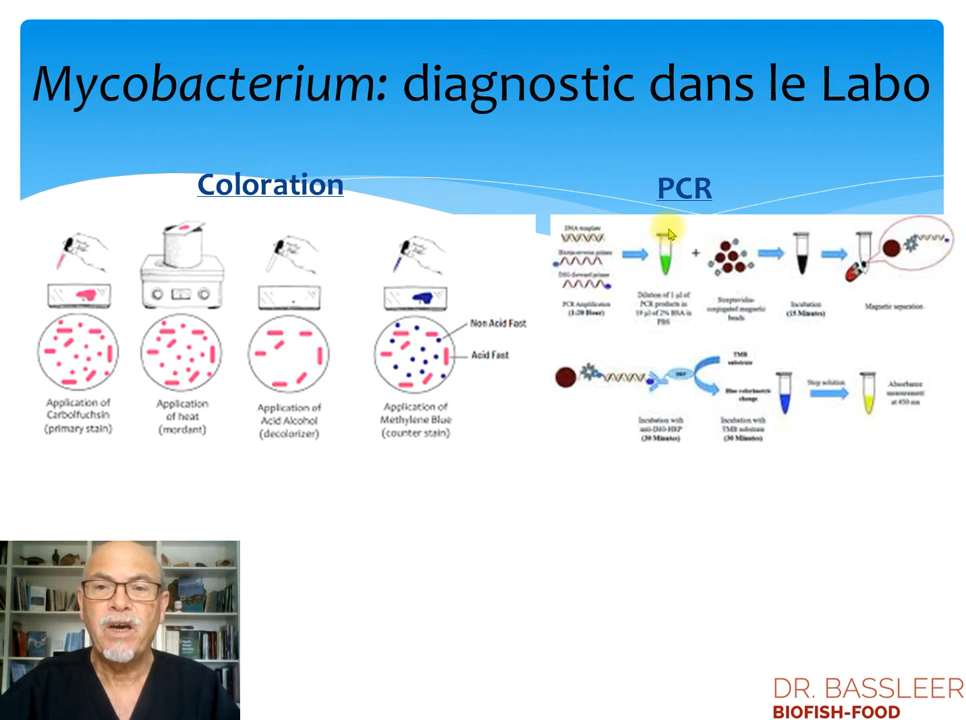 Mycobacterium: diagnostic dans le Labo
Coloration
PCR
Application of
Carbolfuchsin
(primary stain)
Application
of heat
(mordant)
Application of
Acid Alcohol
(decolorizer)
Application of
Methylene Blue
(counter stain)
Non Acid Fast
Acid Fast
DNA template
Biotin-reverse primer
DIG-forward primer
PCR Amplification
(1:20 Hour)
Dilution of 1 µl of
PCR products in
19 µl of 2% BSA in
PBS
Streptavidin-
conjugated magnetic
beads
Incubation
(15 Minutes)
Magnetic separation
TMB
substrate
HRP
Blue colorimetric
change
Stop solution
Absorbance
measurement
at 450 nm
Incubation with
anti-DIG-HRP
(30 Minutes)
Incubation with
TMB substrate
(30 Minutes)
DR. BASSLEER
BIOFISH-FOOD